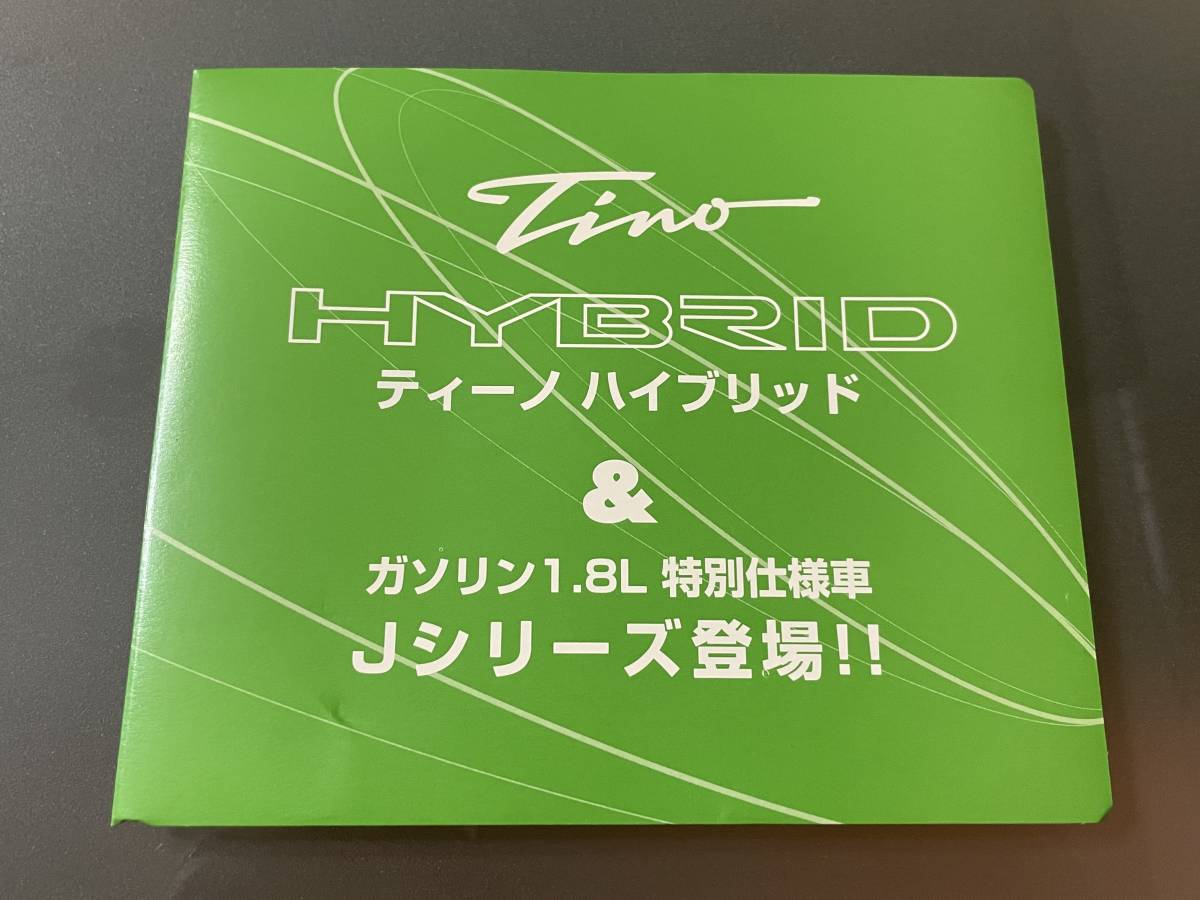 Tino
HYBRID
ティーノ ハイブリッド
&
ガソリン1.8L 特別仕様車
Jシリーズ登場!!